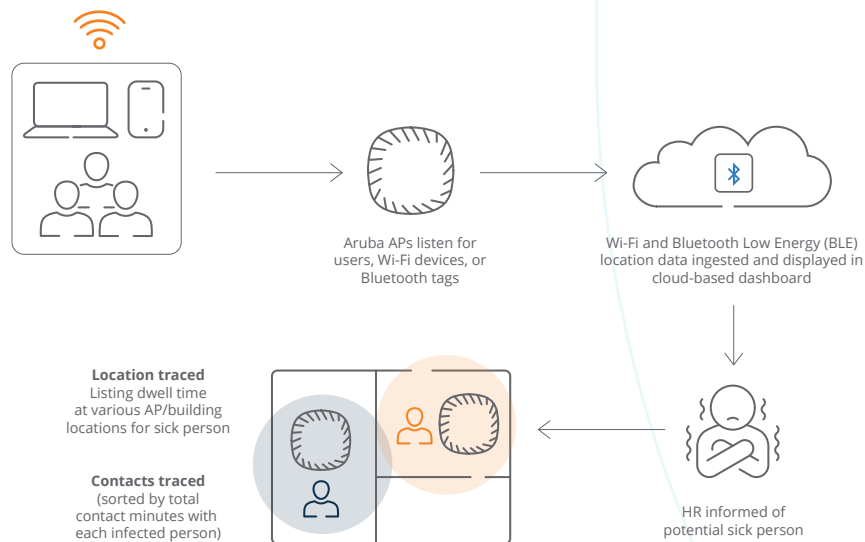 Aruba APs listen for
users, Wi-Fi devices, or
Bluetooth tags
Wi-Fi and Bluetooth Low Energy (BLE)
location data ingested and displayed in
cloud-based dashboard
HR informed of
potential sick person
Location traced
Listing dwell time
at various AP/building
locations for sick person
Contacts traced
(sorted by total
contact minutes with
each infected person)